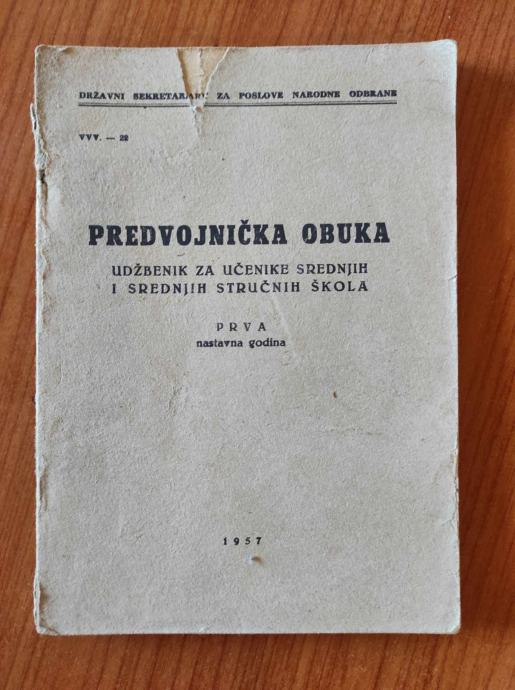 DRŽAVNI SEKRETARIJAT ZA POSLOVE NARODNE ODBRANE
VVV. — 22
PREDVOJNIČKA OBUKA
UDŽBENIK ZA UČENIKE SREDNJIH
I SREDNJIH STRUČNIH ŠKOLA
PRVA
nastavna godina
1957